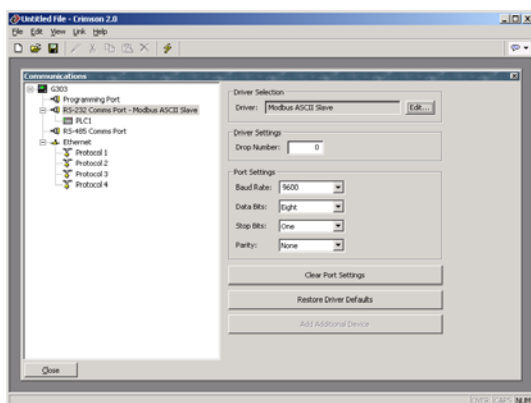 Untitled File - Crimson 2.0
File Edit View Link Help
Communications
G303
Programming Port
RS-232 Comms Port - Modbus ASCII Slave
PLC1
RS-485 Comms Port
Ethernet
Protocol 1
Protocol 2
Protocol 3
Protocol 4
Driver Selection
Driver: Modbus ASCII Slave Edit...
Driver Settings
Drop Number: 0
Port Settings
Baud Rate: 9600
Data Bits: Eight
Stop Bits: One
Parity: None
Clear Port Settings
Restore Driver Defaults
Add Additional Device
Close
OVER CAPS NUM